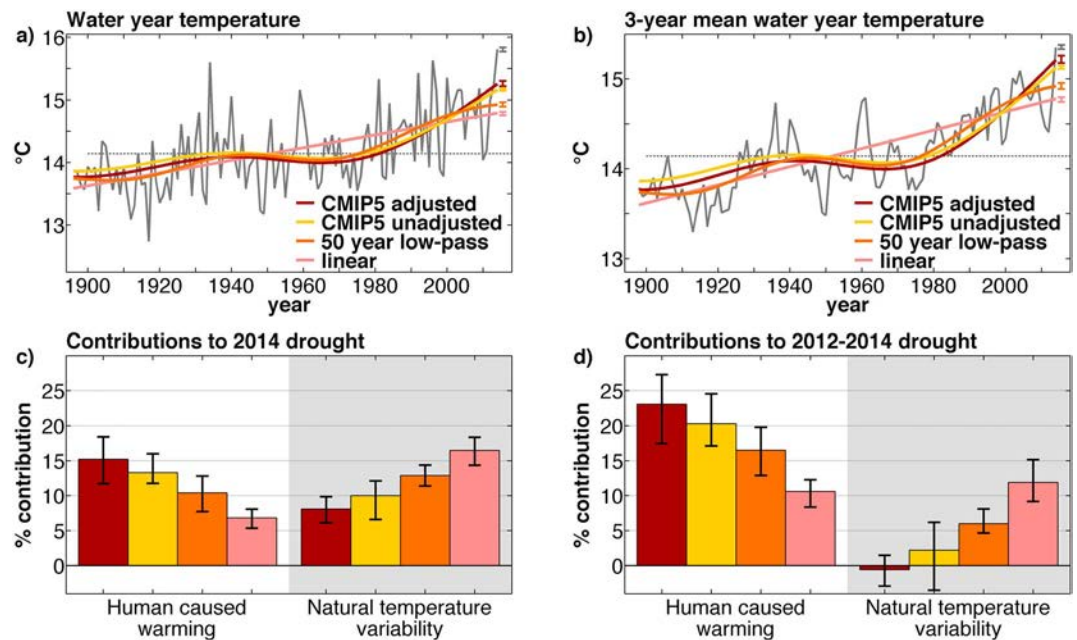 Water year temperature
a)
16
15
14
13
°C
CMIP5 adjusted
CMIP5 unadjusted
50 year low-pass
linear
1900 1920 1940 1960 1980 2000
year
3-year mean water year temperature
b)
15
14
13
°C
CMIP5 adjusted
CMIP5 unadjusted
50 year low-pass
linear
1900 1920 1940 1960 1980 2000
year
Contributions to 2014 drought
c)
25
20
15
10
5
0
% contribution
Human caused
warming
Natural temperature
variability
Contributions to 2012-2014 drought
d)
25
20
15
10
5
0
% contribution
Human caused
warming
Natural temperature
variability